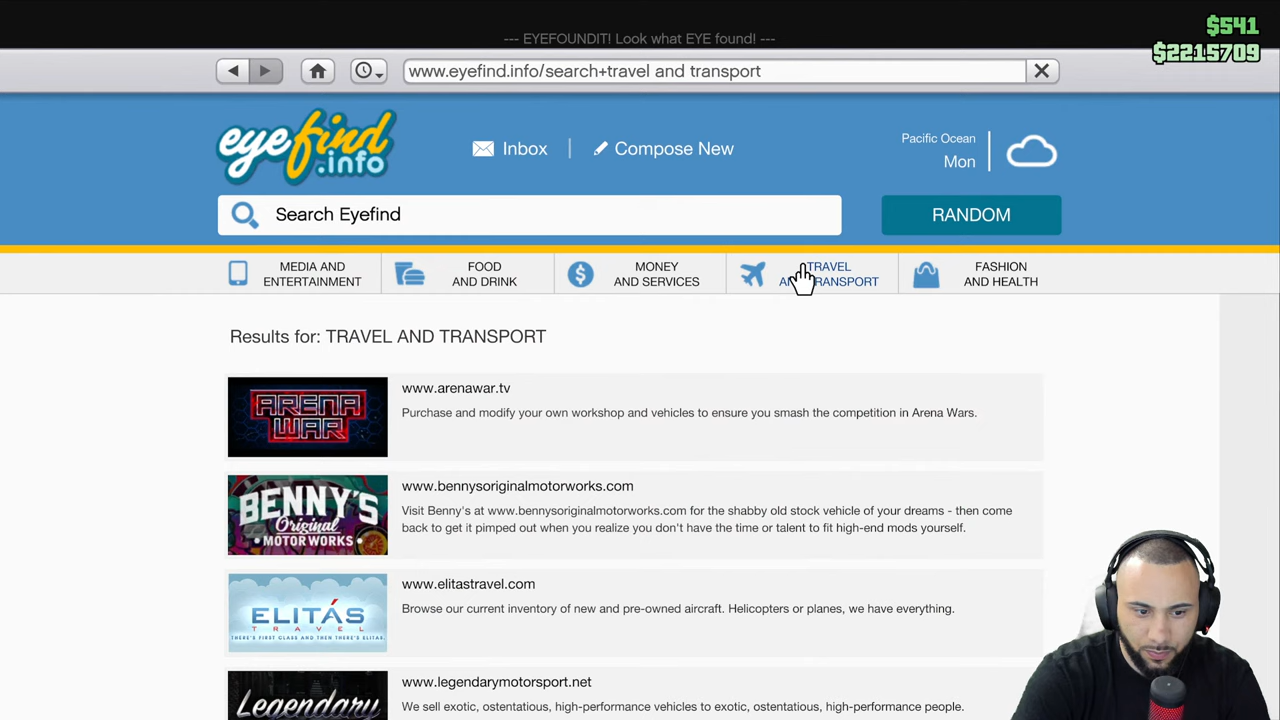 $541
--- EYEFOUNDIT! Look what EYE found! ---
$2215709
www.eyefind.info/search+travel and transport
eyefind
.info
Inbox
Compose New
Pacific Ocean
Mon
Search Eyefind
RANDOM
MEDIA AND
ENTERTAINMENT
FOOD
AND DRINK
MONEY
AND SERVICES
TRAVEL
AND TRANSPORT
FASHION
AND HEALTH
Results for: TRAVEL AND TRANSPORT
ARENA
WAR
www.arenawar.tv
Purchase and modify your own workshop and vehicles to ensure you smash the competition in Arena Wars.
BENNY'S
Original
MOTOR WORKS
www.bennysoriginalmotorworks.com
Visit Benny's at www.bennysoriginalmotorworks.com for the shabby old stock vehicle of your dreams - then come
back to get it pimped out when you realize you don't have the time or talent to fit high-end mods yourself.
ELITÁS
TRAVEL
THERE'S FIRST CLASS AND THEN THERE'S ELITAS.
www.elitastravel.com
Browse our current inventory of new and pre-owned aircraft. Helicopters or planes, we have everything.
Legendary
www.legendarymotorsport.net
We sell exotic, ostentatious, high-performance vehicles to exotic, ostentatious, high-performance people.